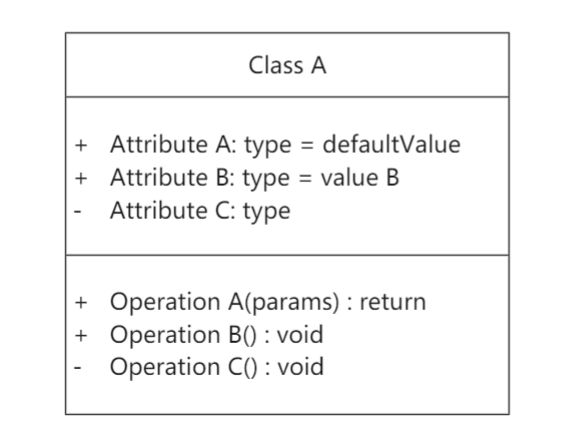 Class A
+ Attribute A: type = defaultValue
+ Attribute B: type = value B
- Attribute C: type
+ Operation A(params) : return
+ Operation B() : void
- Operation C() : void